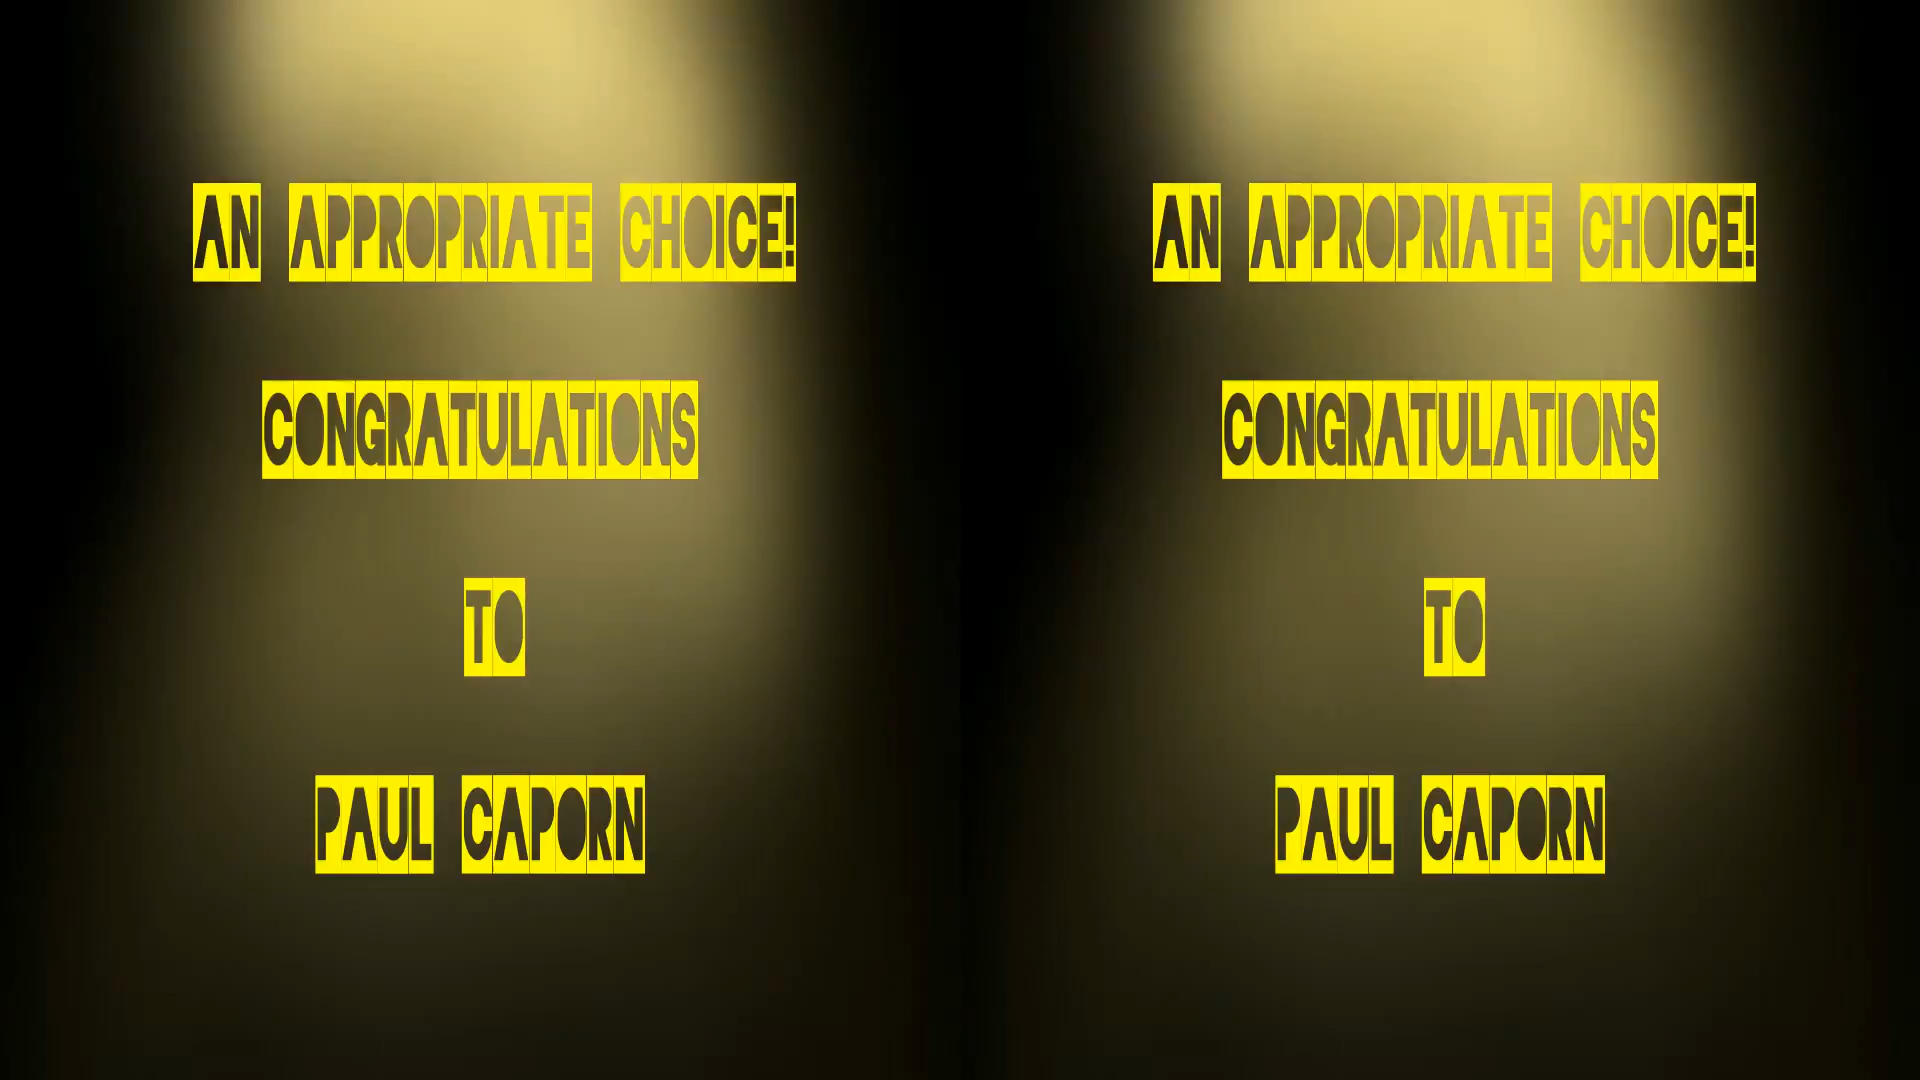 AN APPROPRIATE CHOICE!
CONGRATULATIONS
TO
PAUL CAPORN
AN APPROPRIATE CHOICE!
CONGRATULATIONS
TO
PAUL CAPORN